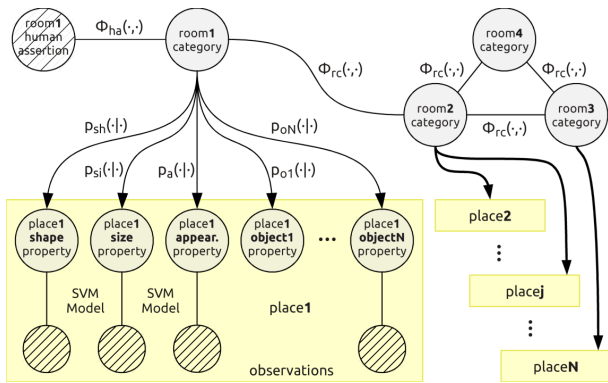 room1
human
assertion
Φha(·,·)
room1
category
Φrc(·,·)
room4
category
Φrc(·,·)
Φrc(·,·)
room2
category
Φrc(·,·)
room3
category
psh(·|·)
poN(·|·)
psi(·|·)
pa(·|·)
po1(·|·)
place1
shape
property
place1
size
property
place1
appear.
property
place1
object1
property
...
place1
objectN
property
SVM
Model
SVM
Model
place1
observations
place2
...
placej
...
placeN